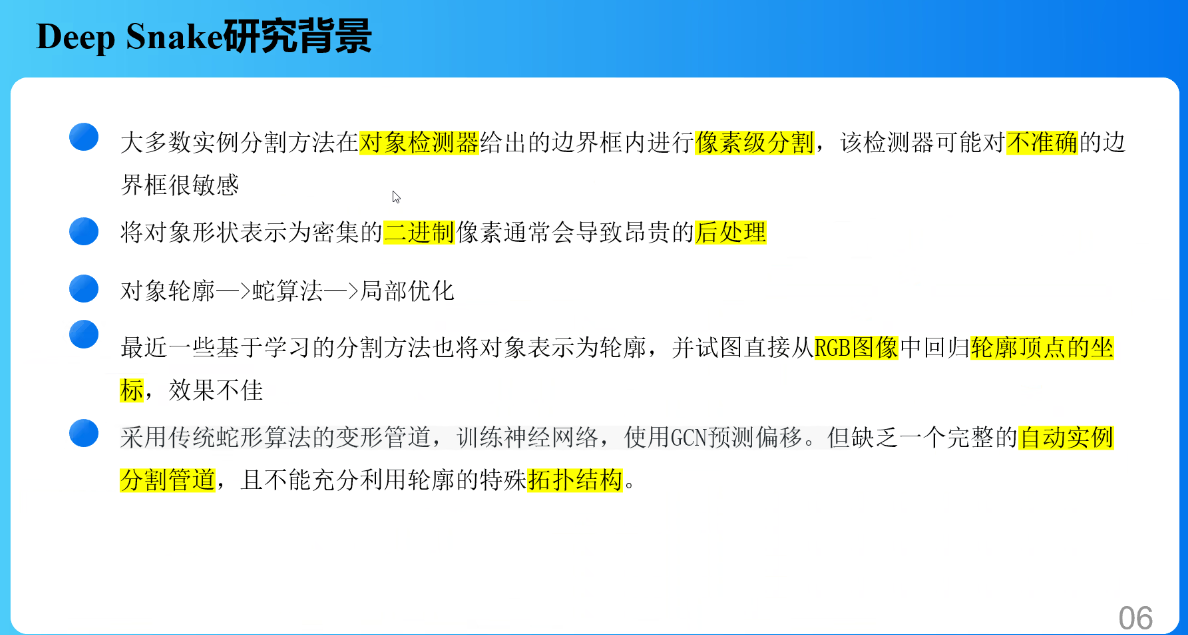 Deep Snake研究背景
大多数实例分割方法在对象检测器给出的边界框内进行像素级分割，该检测器可能对不准确的边
界框很敏感
将对象形状表示为密集的二进制像素通常会导致昂贵的后处理
对象轮廓—>蛇算法—>局部优化
最近一些基于学习的分割方法也将对象表示为轮廓，并试图直接从RGB图像中回归轮廓顶点的坐
标，效果不佳
采用传统蛇形算法的变形管道，训练神经网络，使用GCN预测偏移。但缺乏一个完整的自动实例
分割管道，且不能充分利用轮廓的特殊拓扑结构。
06